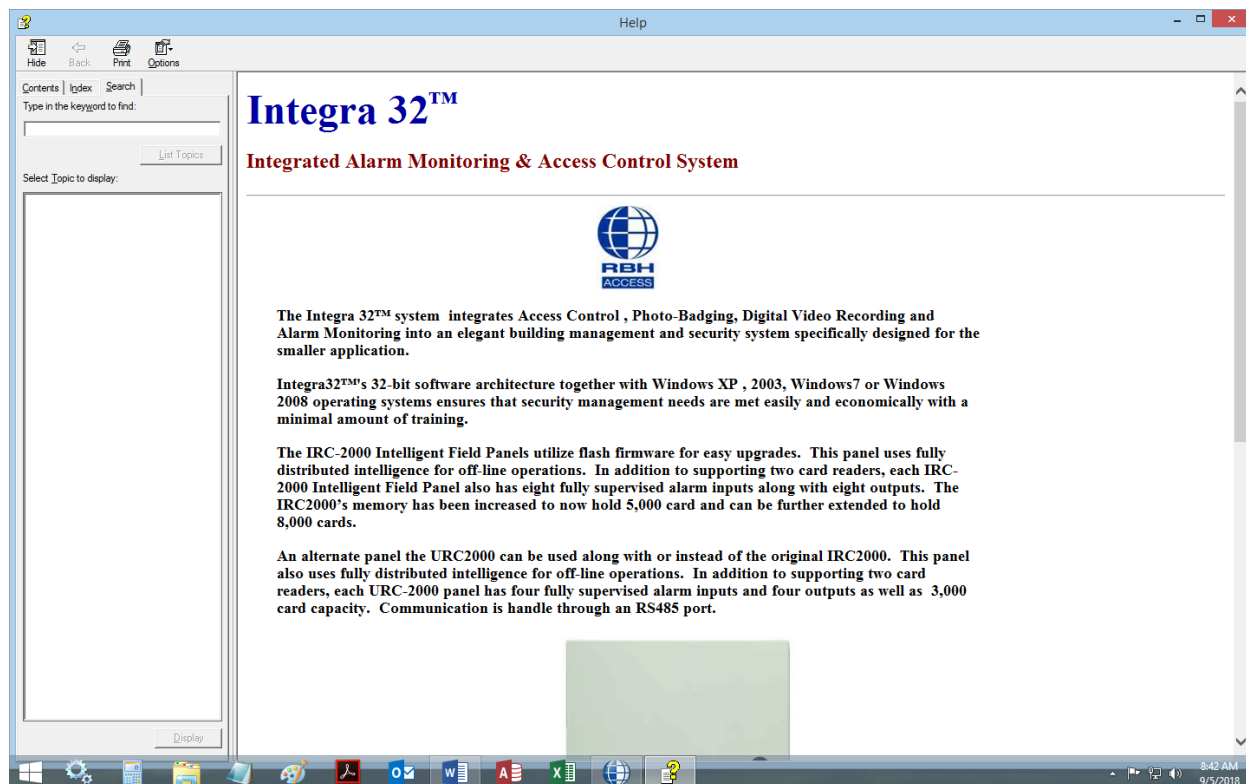 Help
Hide Back Print Options
Contents Index Search
Type in the keyword to find:
List Topics
Select Topic to display:
Display
Integra 32™
Integrated Alarm Monitoring & Access Control System
RBH
ACCESS
The Integra 32™ system integrates Access Control , Photo-Badging, Digital Video Recording and
Alarm Monitoring into an elegant building management and security system specifically designed for the
smaller application.
Integra32™'s 32-bit software architecture together with Windows XP , 2003, Windows7 or Windows
2008 operating systems ensures that security management needs are met easily and economically with a
minimal amount of training.
The IRC-2000 Intelligent Field Panels utilize flash firmware for easy upgrades. This panel uses fully
distributed intelligence for off-line operations. In addition to supporting two card readers, each IRC-
2000 Intelligent Field Panel also has eight fully supervised alarm inputs along with eight outputs. The
IRC2000's memory has been increased to now hold 5,000 card and can be further extended to hold
8,000 cards.
An alternate panel the URC2000 can be used along with or instead of the original IRC2000. This panel
also uses fully distributed intelligence for off-line operations. In addition to supporting two card
readers, each URC-2000 panel has four fully supervised alarm inputs and four outputs as well as 3,000
card capacity. Communication is handle through an RS485 port.
8:42 AM
9/5/2018